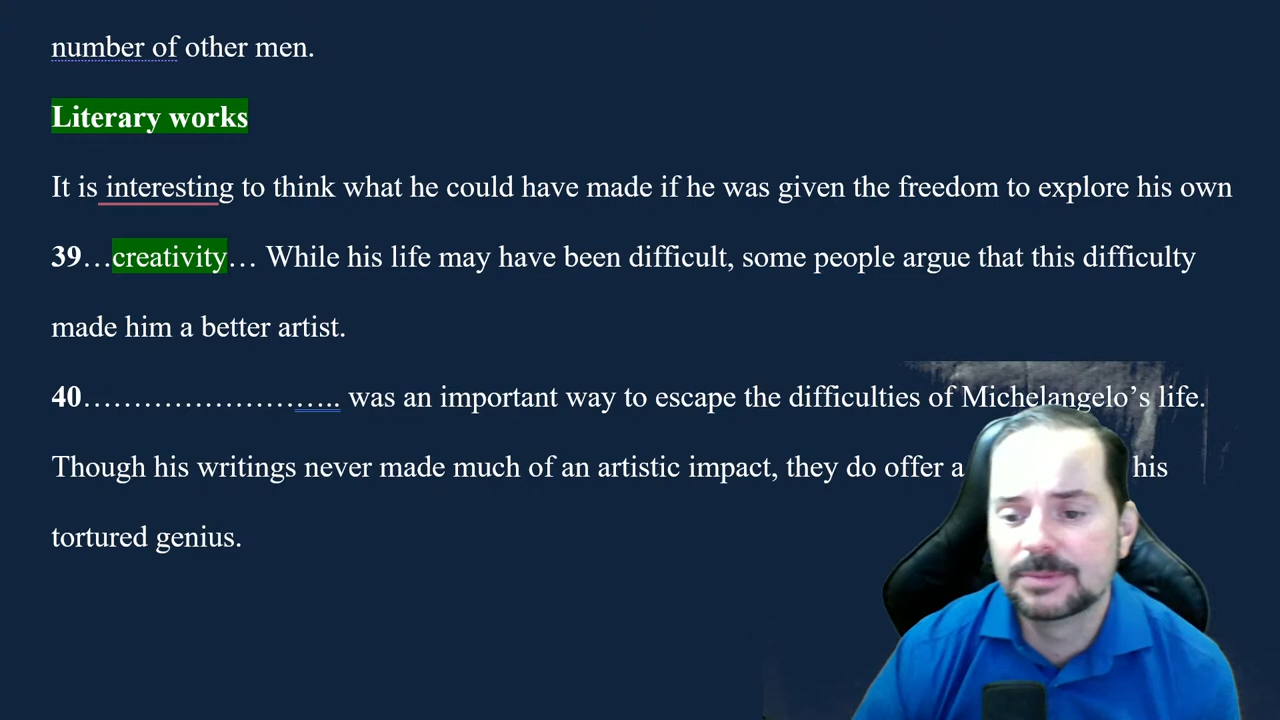 number of other men.
Literary works
It is interesting to think what he could have made if he was given the freedom to explore his own
39…creativity… While his life may have been difficult, some people argue that this difficulty
made him a better artist.
40…………………….. was an important way to escape the difficulties of Michelangelo’s life.
Though his writings never made much of an artistic impact, they do offer a his
tortured genius.